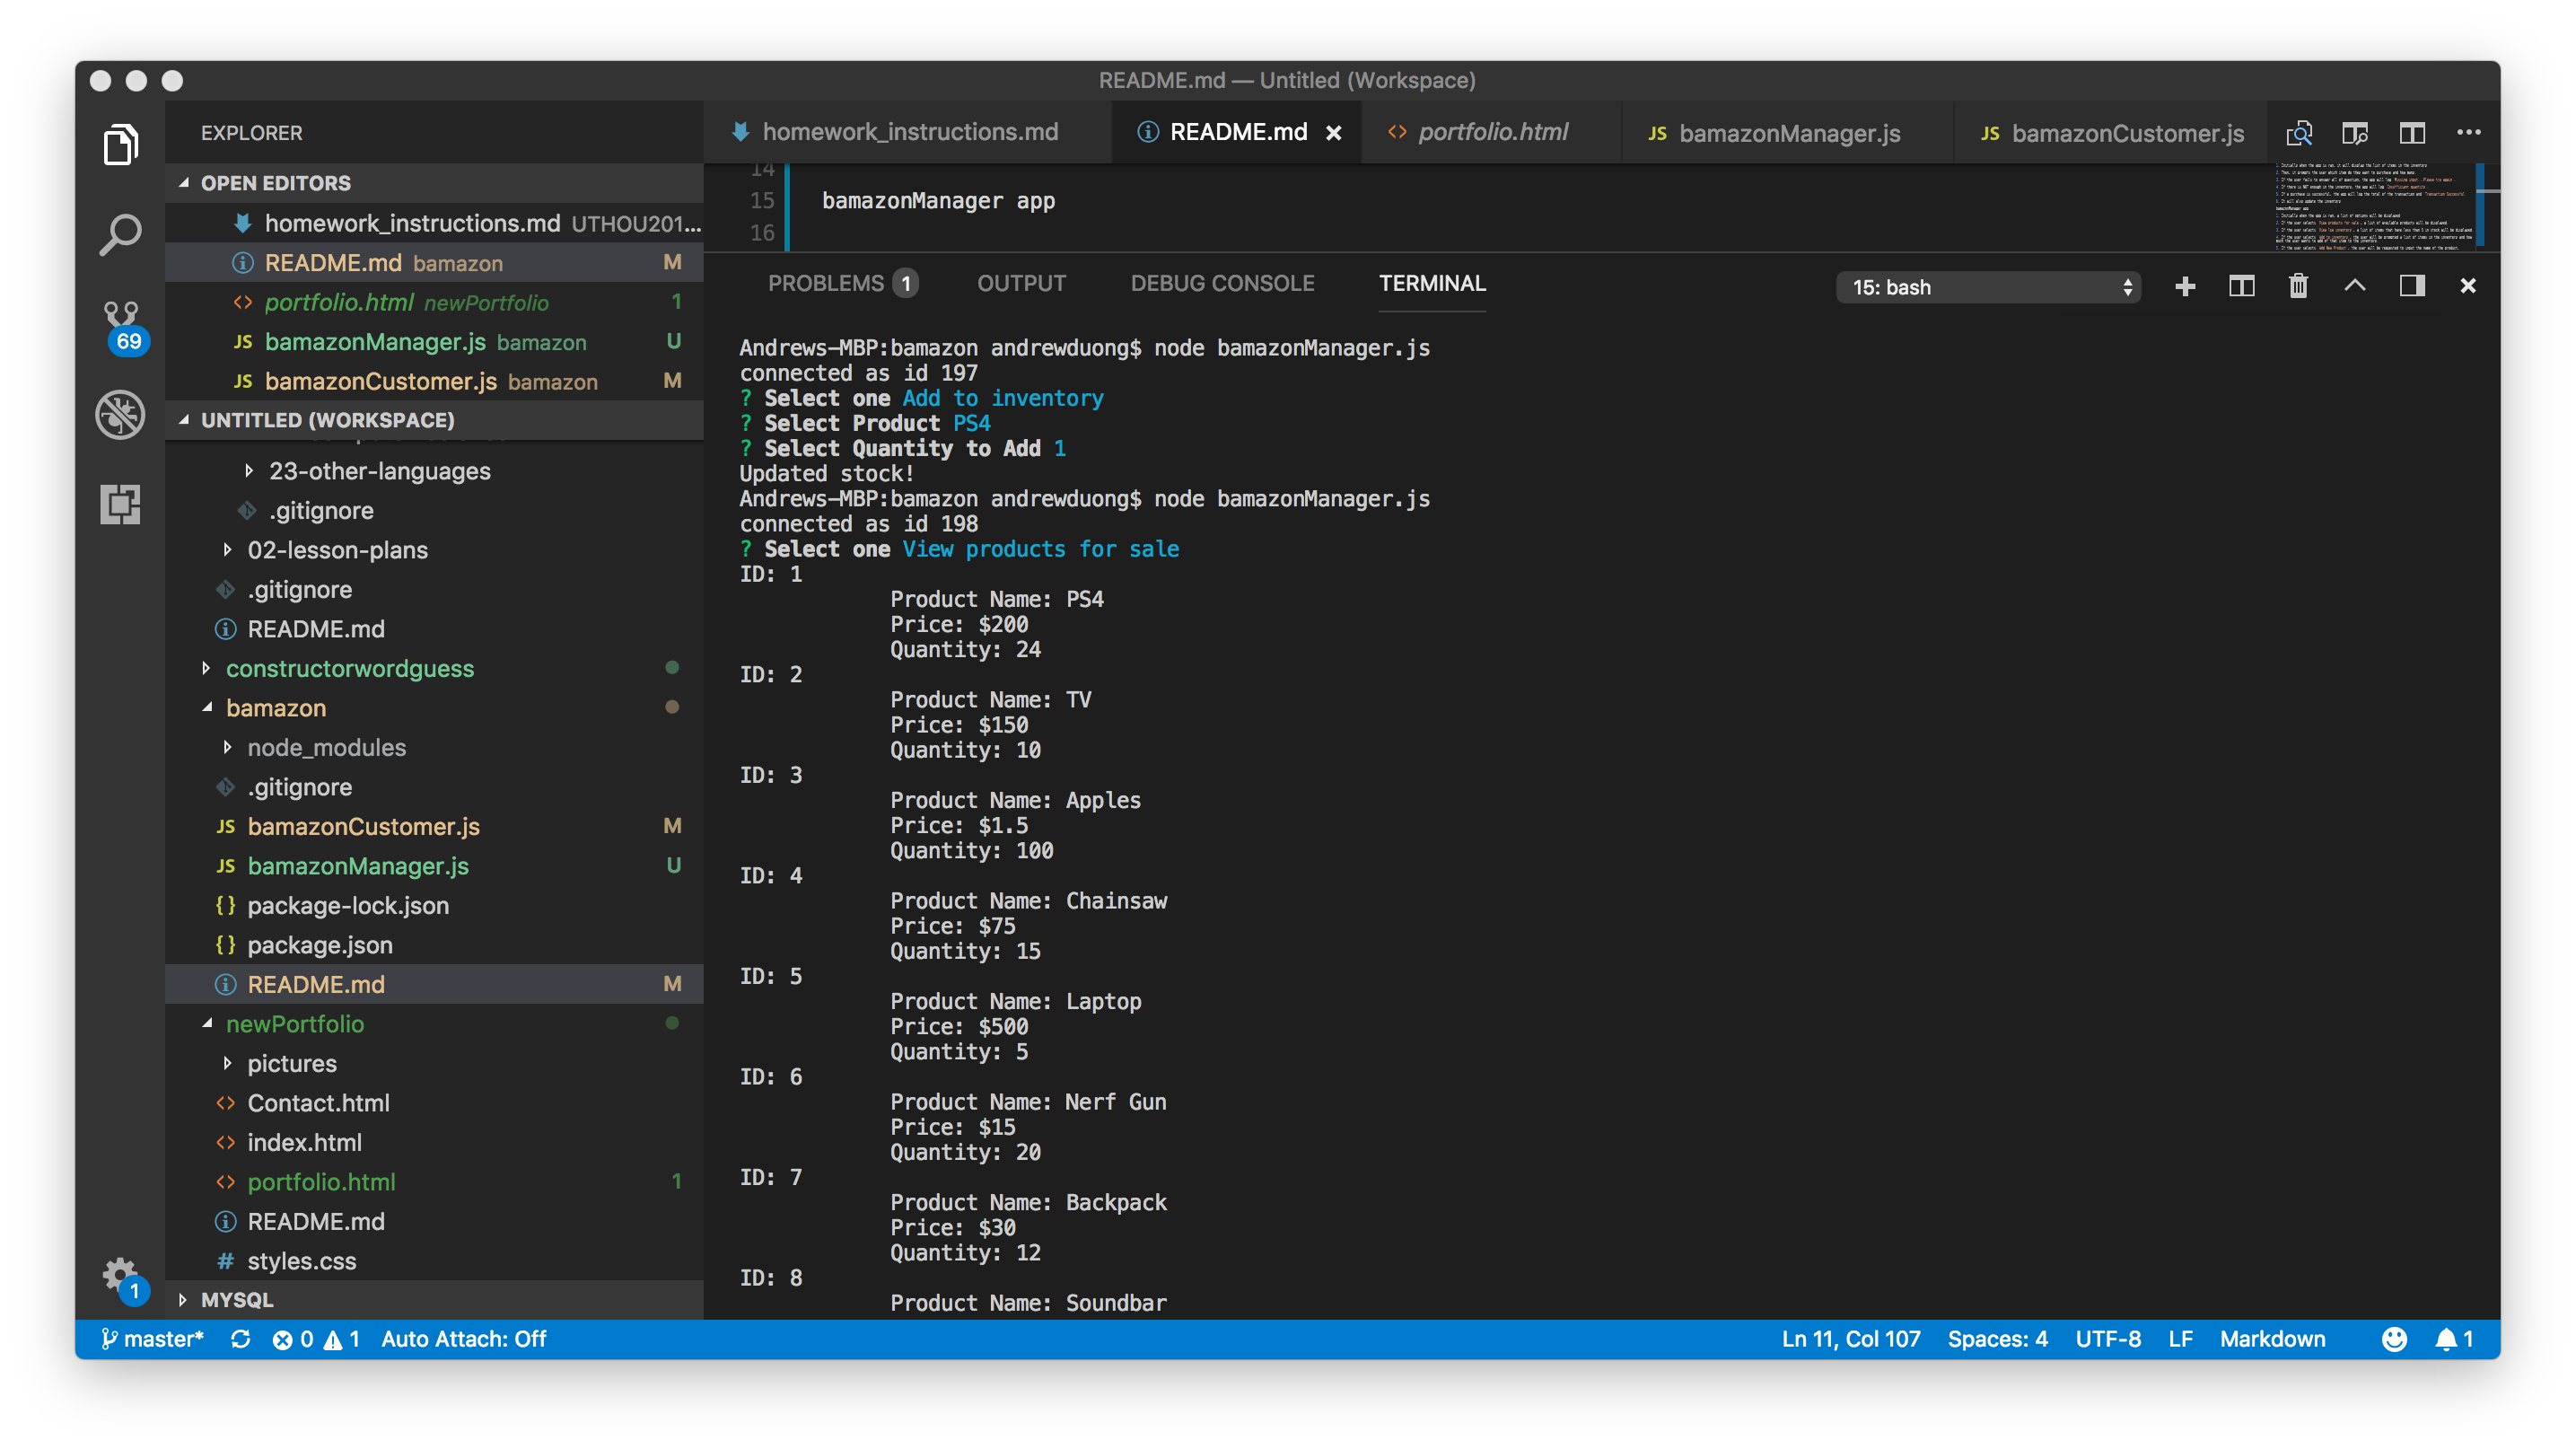 README.md — Untitled (Workspace)
EXPLORER
OPEN EDITORS
homework_instructions.md UTHOU201...
README.md bamazon M
portfolio.html newPortfolio 1
JS bamazonManager.js bamazon U
JS bamazonCustomer.js bamazon M
69
UNTITLED (WORKSPACE)
23-other-languages
.gitignore
02-lesson-plans
.gitignore
README.md
constructorwordguess
bamazon
node_modules
.gitignore
JS bamazonCustomer.js M
JS bamazonManager.js U
{} package-lock.json
{} package.json
README.md M
newPortfolio
pictures
<> Contact.html
<> index.html
<> portfolio.html 1
README.md
# styles.css
1
MYSQL
homework_instructions.md README.md × <> portfolio.html JS bamazonManager.js JS bamazonCustomer.js
14
15 bamazonManager app
16
PROBLEMS 1 OUTPUT DEBUG CONSOLE TERMINAL 15: bash
Andrews-MBP:bamazon andrewduong$ node bamazonManager.js
connected as id 197
? Select one Add to inventory
? Select Product PS4
? Select Quantity to Add 1
Updated stock!
Andrews-MBP:bamazon andrewduong$ node bamazonManager.js
connected as id 198
? Select one View products for sale
ID: 1
Product Name: PS4
Price: $200
Quantity: 24
ID: 2
Product Name: TV
Price: $150
Quantity: 10
ID: 3
Product Name: Apples
Price: $1.5
Quantity: 100
ID: 4
Product Name: Chainsaw
Price: $75
Quantity: 15
ID: 5
Product Name: Laptop
Price: $500
Quantity: 5
ID: 6
Product Name: Nerf Gun
Price: $15
Quantity: 20
ID: 7
Product Name: Backpack
Price: $30
Quantity: 12
ID: 8
Product Name: Soundbar
master* 0 1 Auto Attach: Off Ln 11, Col 107 Spaces: 4 UTF-8 LF Markdown 1